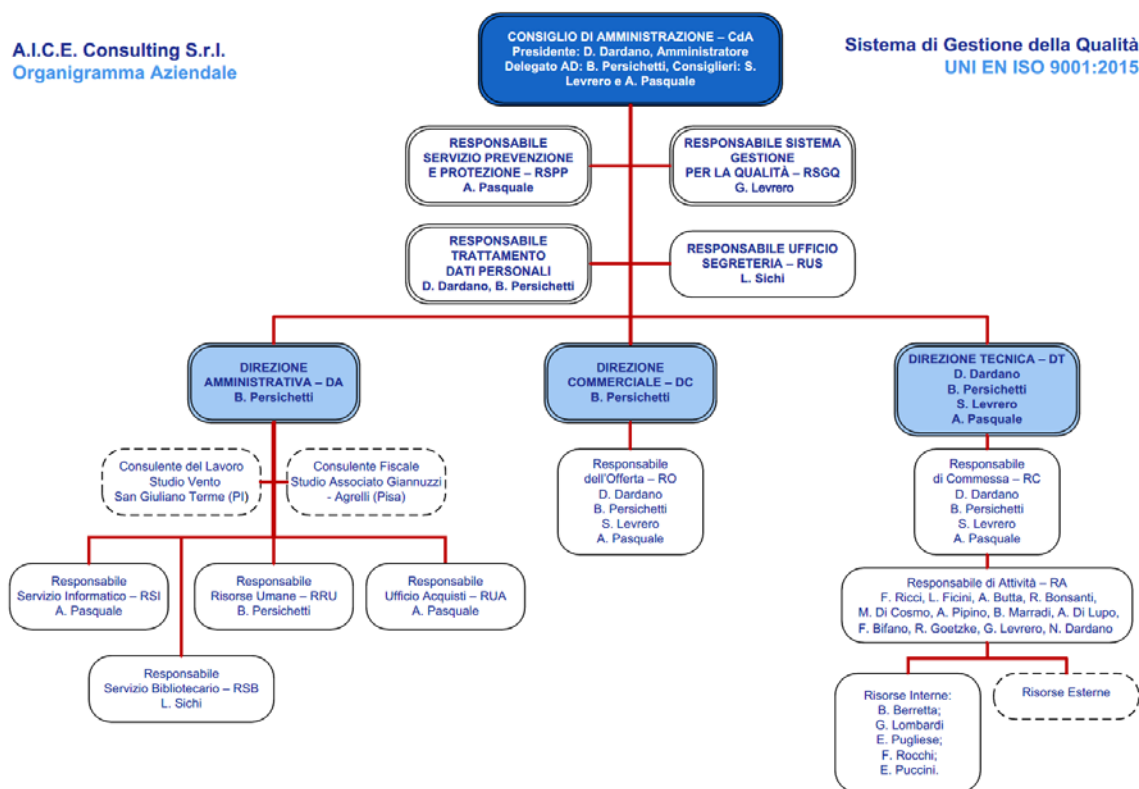 A.I.C.E. Consulting S.r.l.
Organigramma Aziendale
CONSIGLIO DI AMMINISTRAZIONE – CdA
Presidente: D. Dardano, Amministratore
Delegato AD: B. Persichetti, Consiglieri: S.
Levrero e A. Pasquale
Sistema di Gestione della Qualità
UNI EN ISO 9001:2015
RESPONSABILE
SERVIZIO PREVENZIONE
E PROTEZIONE – RSPP
A. Pasquale
RESPONSABILE SISTEMA
GESTIONE
PER LA QUALITÀ – RSGQ
G. Levrero
RESPONSABILE
TRATTAMENTO
DATI PERSONALI
D. Dardano, B. Persichetti
RESPONSABILE UFFICIO
SEGRETERIA – RUS
L. Sichi
DIREZIONE
AMMINISTRATIVA – DA
B. Persichetti
DIREZIONE
COMMERCIALE – DC
B. Persichetti
DIREZIONE TECNICA – DT
D. Dardano
B. Persichetti
S. Levrero
A. Pasquale
Consulente del Lavoro
Studio Vento
San Giuliano Terme (PI)
Consulente Fiscale
Studio Associato Giannuzzi
- Agrelli (Pisa)
Responsabile
dell'Offerta – RO
D. Dardano
B. Persichetti
S. Levrero
A. Pasquale
Responsabile
di Commessa – RC
D. Dardano
B. Persichetti
S. Levrero
A. Pasquale
Responsabile
Servizio Informatico – RSI
A. Pasquale
Responsabile
Risorse Umane – RRU
B. Persichetti
Responsabile
Ufficio Acquisti – RUA
A. Pasquale
Responsabile di Attività – RA
F. Ricci, L. Ficini, A. Butta, R. Bonsanti,
M. Di Cosmo, A. Pipino, B. Marradi, A. Di Lupo,
F. Bifano, R. Goetzke, G. Levrero, N. Dardano
Responsabile
Servizio Bibliotecario – RSB
L. Sichi
Risorse Interne:
B. Berretta;
G. Lombardi
E. Pugliese;
F. Rocchi;
E. Puccini.
Risorse Esterne